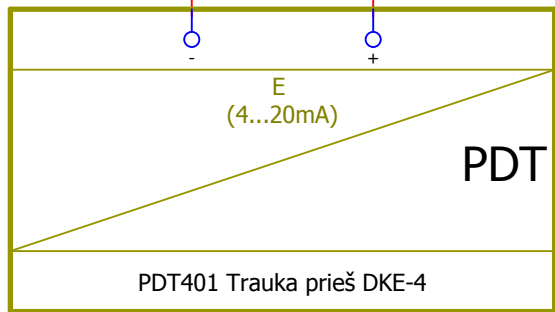 - +
E
(4...20mA)
PDT
PDT401 Trauka prieš DKE-4